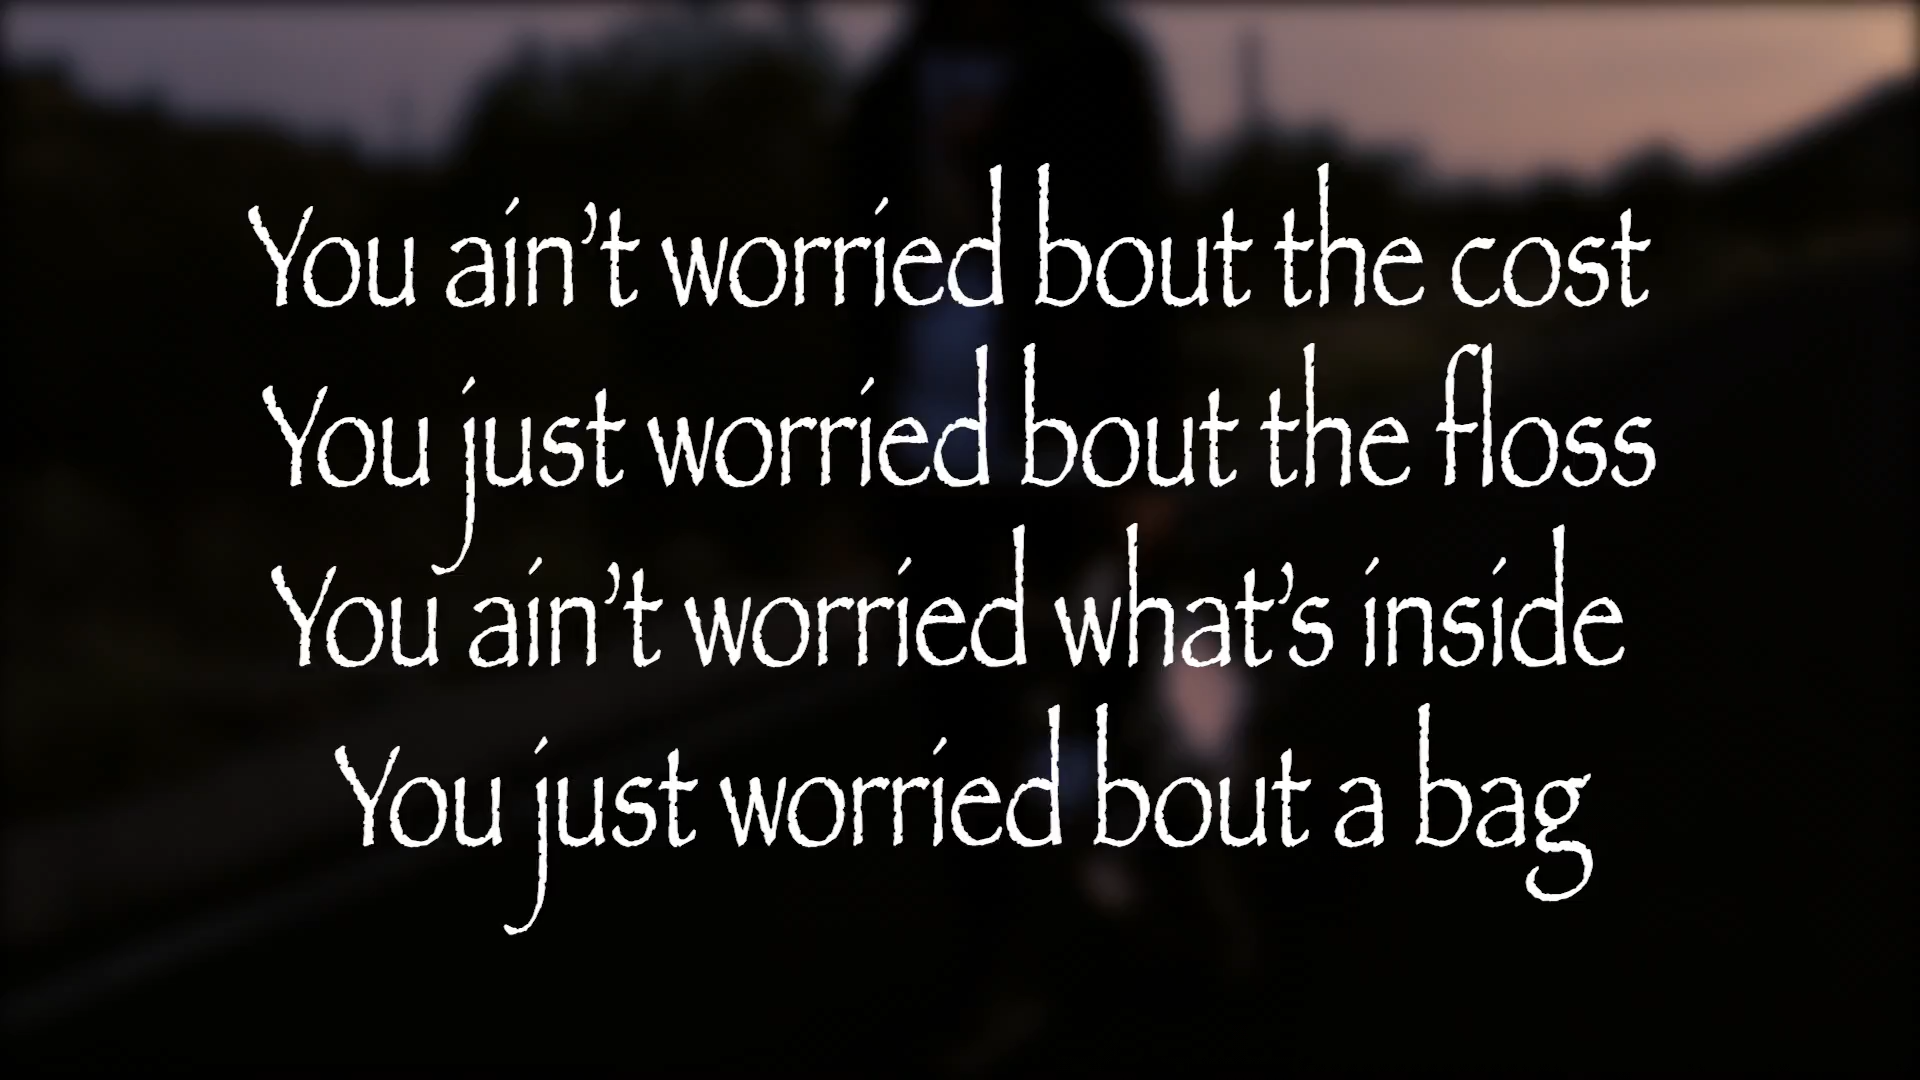 You ain’t worried bout the cost
You just worried bout the floss
You ain’t worried what’s inside
You just worried bout a bag